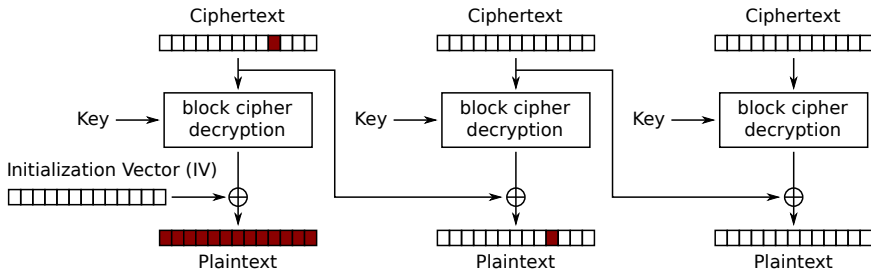 Ciphertext
Ciphertext
Ciphertext
Key
block cipher
decryption
Key
block cipher
decryption
Key
block cipher
decryption
Initialization Vector (IV)
Plaintext
Plaintext
Plaintext